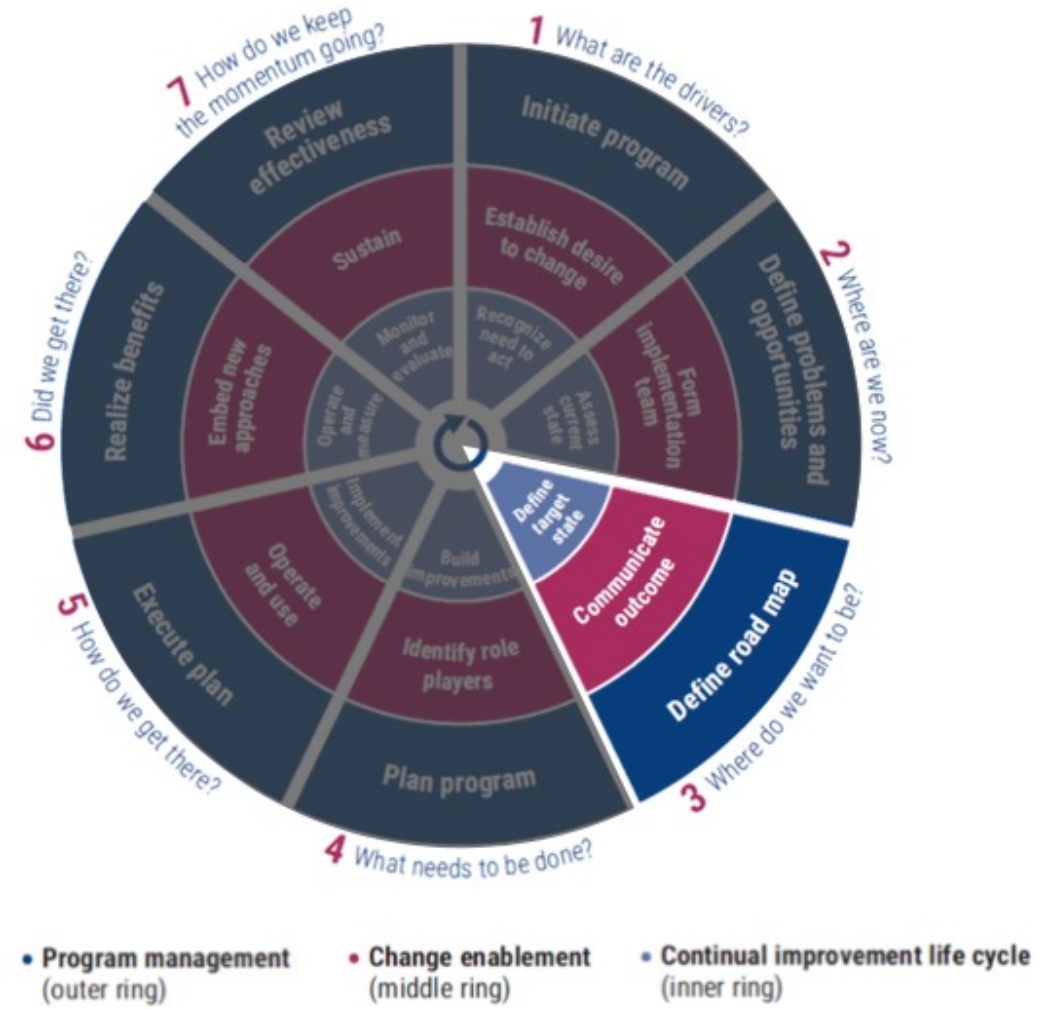 1 What are the drivers?
Initiate program
Establish desire
to change
Recognize
need to
act
2 Where are we now?
Define problems and
opportunities
Form
implementation
team
Assess
current
state
3 Where do we want to be?
Define road map
Communicate
outcome
Define
target
state
4 What needs to be done?
Plan program
Identify role
players
Build
improvements
5 How do we get there?
Execute plan
Operate
and use
Implement
improvements
6 Did we get there?
Realize benefits
Embed new
approaches
Operate
and
measure
7 How do we keep
the momentum going?
Review
effectiveness
Sustain
Monitor
and
evaluate
• Program management
(outer ring)
• Change enablement
(middle ring)
• Continual improvement life cycle
(inner ring)